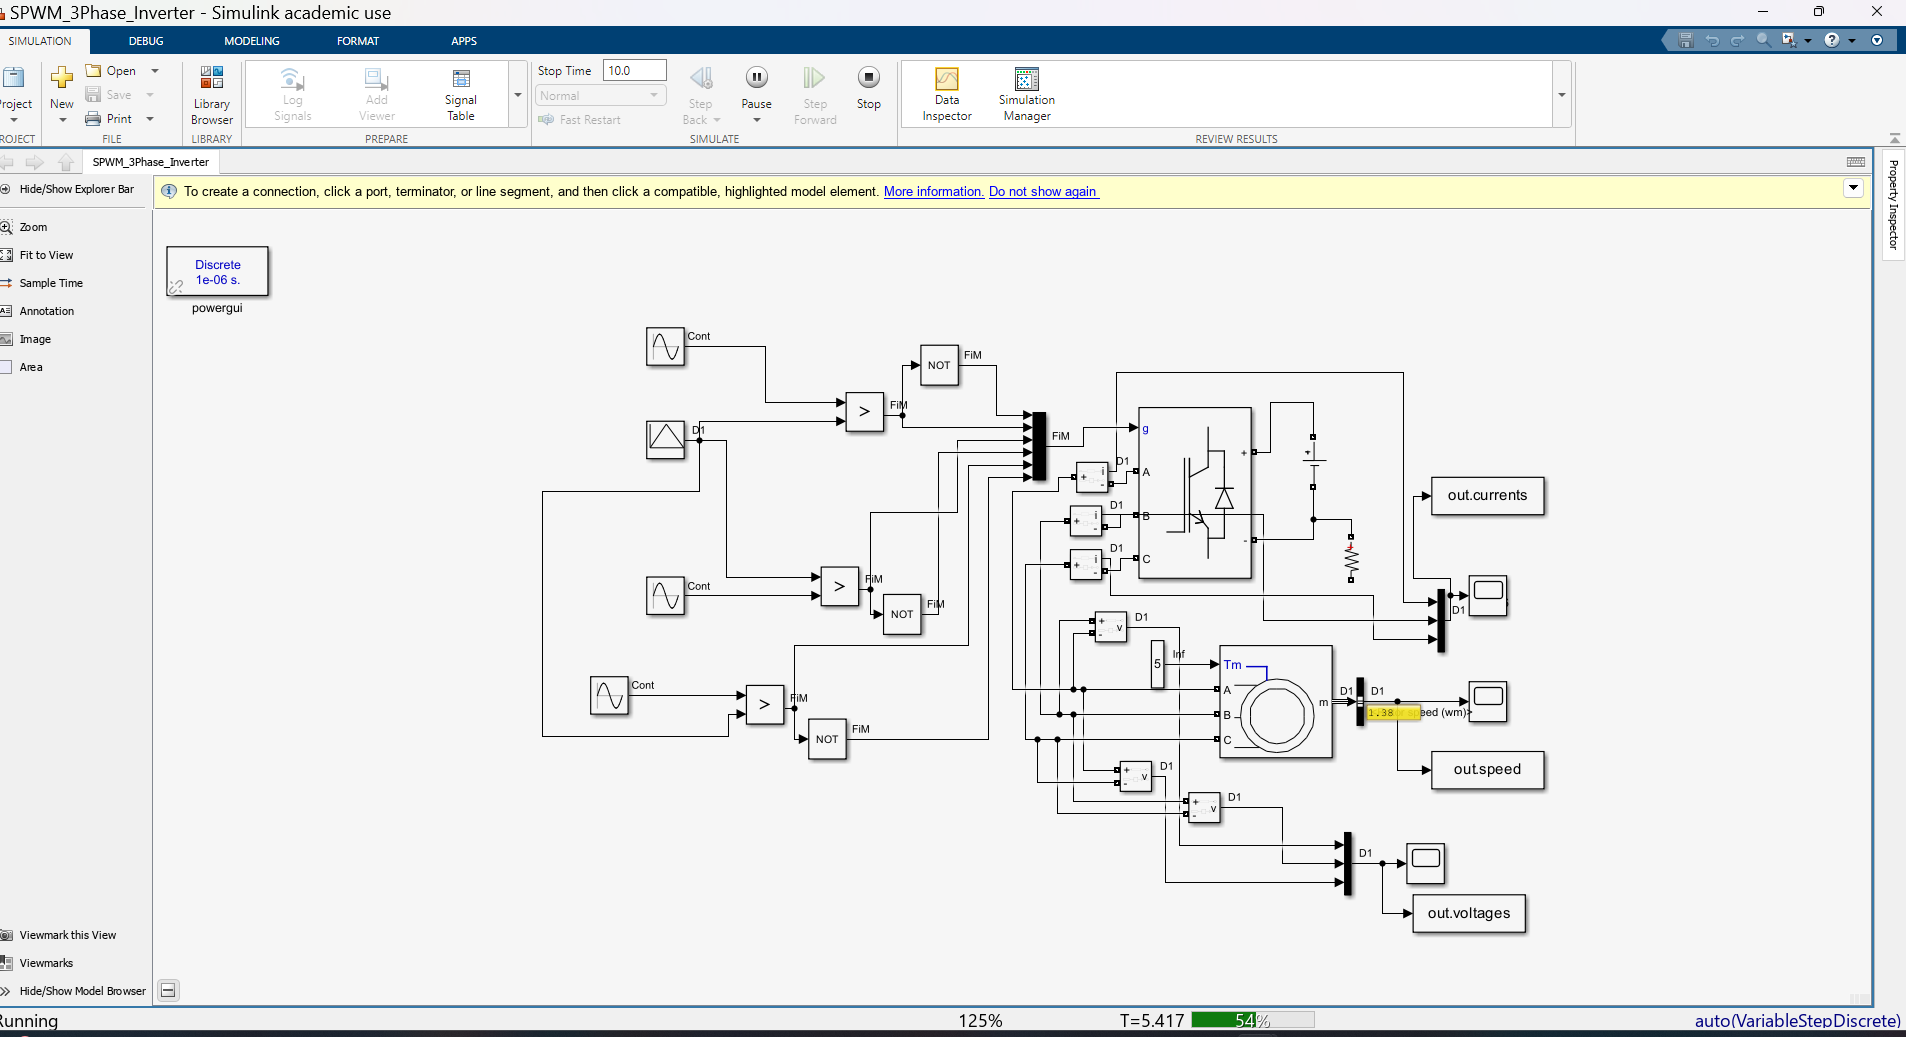 SPWM_3Phase_Inverter - Simulink academic use
SIMULATION DEBUG MODELING FORMAT APPS
Project
New
Open
Save
Print
Library Browser
Log Signals
Add Viewer
Signal Table
Stop Time 10.0
Normal
Fast Restart
Step Back
Pause
Step Forward
Stop
Data Inspector
Simulation Manager
PROJECT FILE LIBRARY PREPARE SIMULATE REVIEW RESULTS
SPWM_3Phase_Inverter
Property Inspector
Hide/Show Explorer Bar
Zoom
Fit to View
Sample Time
Annotation
Image
Area
Viewmark this View
Viewmarks
Hide/Show Model Browser
To create a connection, click a port, terminator, or line segment, and then click a compatible, highlighted model element. More information. Do not show again
Discrete
1e-06 s.
powergui
Cont
NOT FiM
> FiM
D1
FiM
g
A
B
C
+
-
i + - D1
i + - D1
i + - D1
out.currents
Cont
> FiM
NOT FiM
D1
+ - v D1
5 Inf
Tm
A
B
C
m
D1 D1
1.38 speed (wm)>
out.speed
Cont
> FiM
NOT FiM
+ - v D1
+ - v D1
D1
out.voltages
Running 125% T=5.417 54% auto(VariableStepDiscrete)